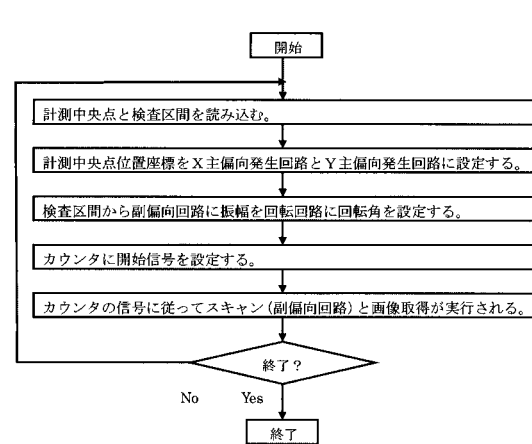 開始
計測中央点と検査区間を読み込む。
計測中央点位置座標をX主偏向発生回路とY主偏向発生回路に設定する。
検査区間から副偏向回路に振幅を回転回路に回転角を設定する。
カウンタに開始信号を設定する。
カウンタの信号に従ってスキャン(副偏向回路)と画像取得が実行される。
終了?
No Yes
終了